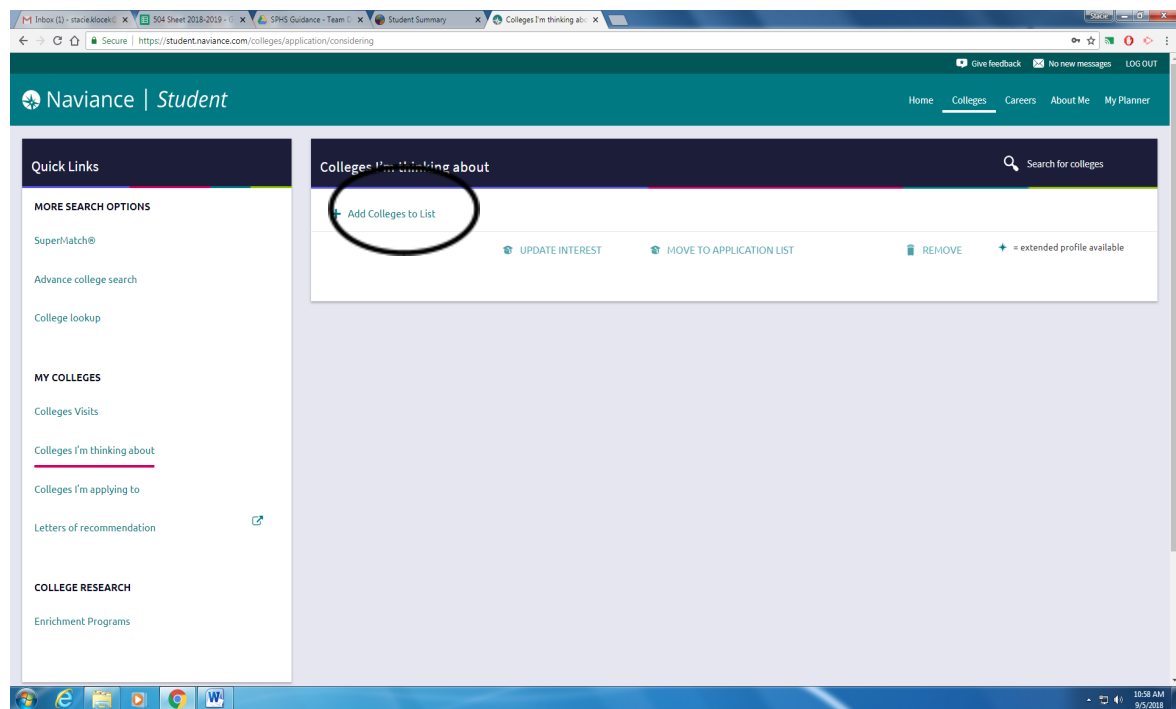 Inbox (1) - stacie.klocek@
504 Sheet 2018-2019 - G
SPHS Guidance - Team D
Student Summary
Colleges I'm thinking abo
Stacie
Secure | https://student.naviance.com/colleges/application/considering
Give feedback No new messages LOG OUT
Naviance | Student
Home Colleges Careers About Me My Planner
Quick Links
MORE SEARCH OPTIONS
SuperMatch®
Advance college search
College lookup
MY COLLEGES
Colleges Visits
Colleges I'm thinking about
Colleges I'm applying to
Letters of recommendation
COLLEGE RESEARCH
Enrichment Programs
Colleges I'm thinking about
Search for colleges
+ Add Colleges to List
UPDATE INTEREST MOVE TO APPLICATION LIST REMOVE = extended profile available
10:58 AM
9/5/2018